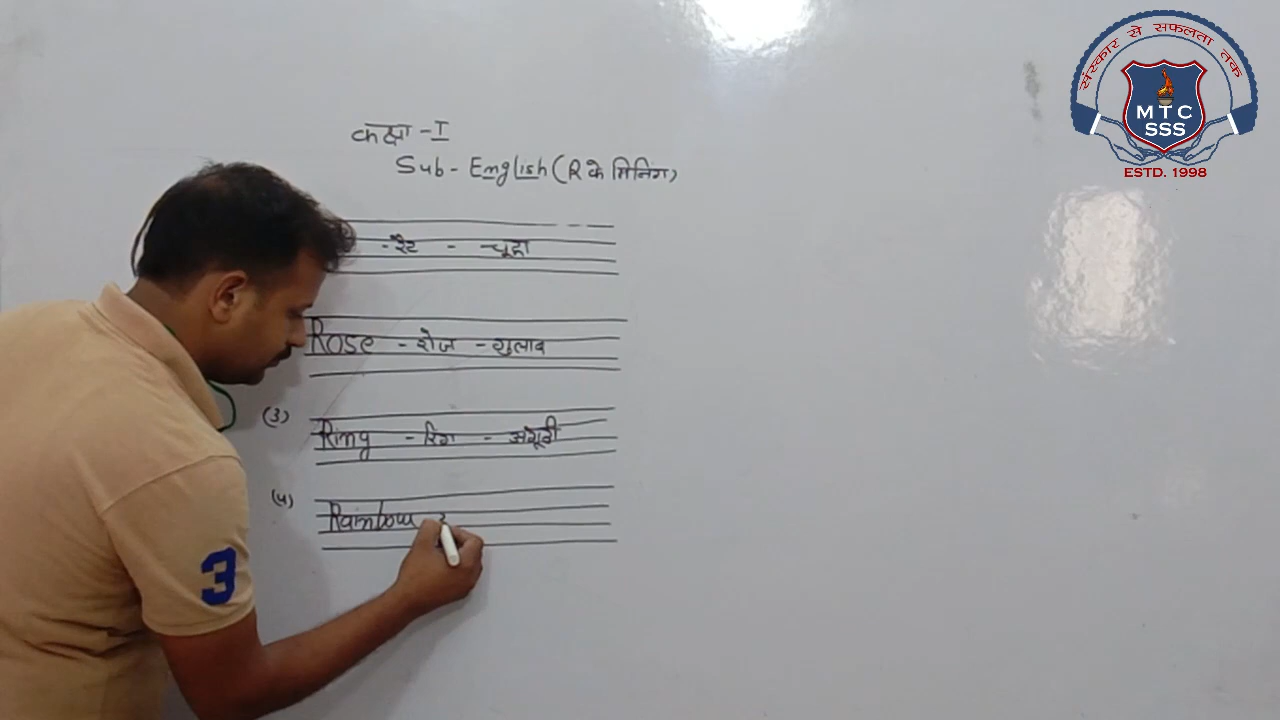 कक्षा - I
Sub - English (R के मिनिंग)
- रैट - चूहा
Rose - रोज - गुलाब
(3)
Ring - रिंग - अंगूठी
(4)
Rainbow
3
संस्कार से सफलता तक
MTC
SSS
ESTD. 1998